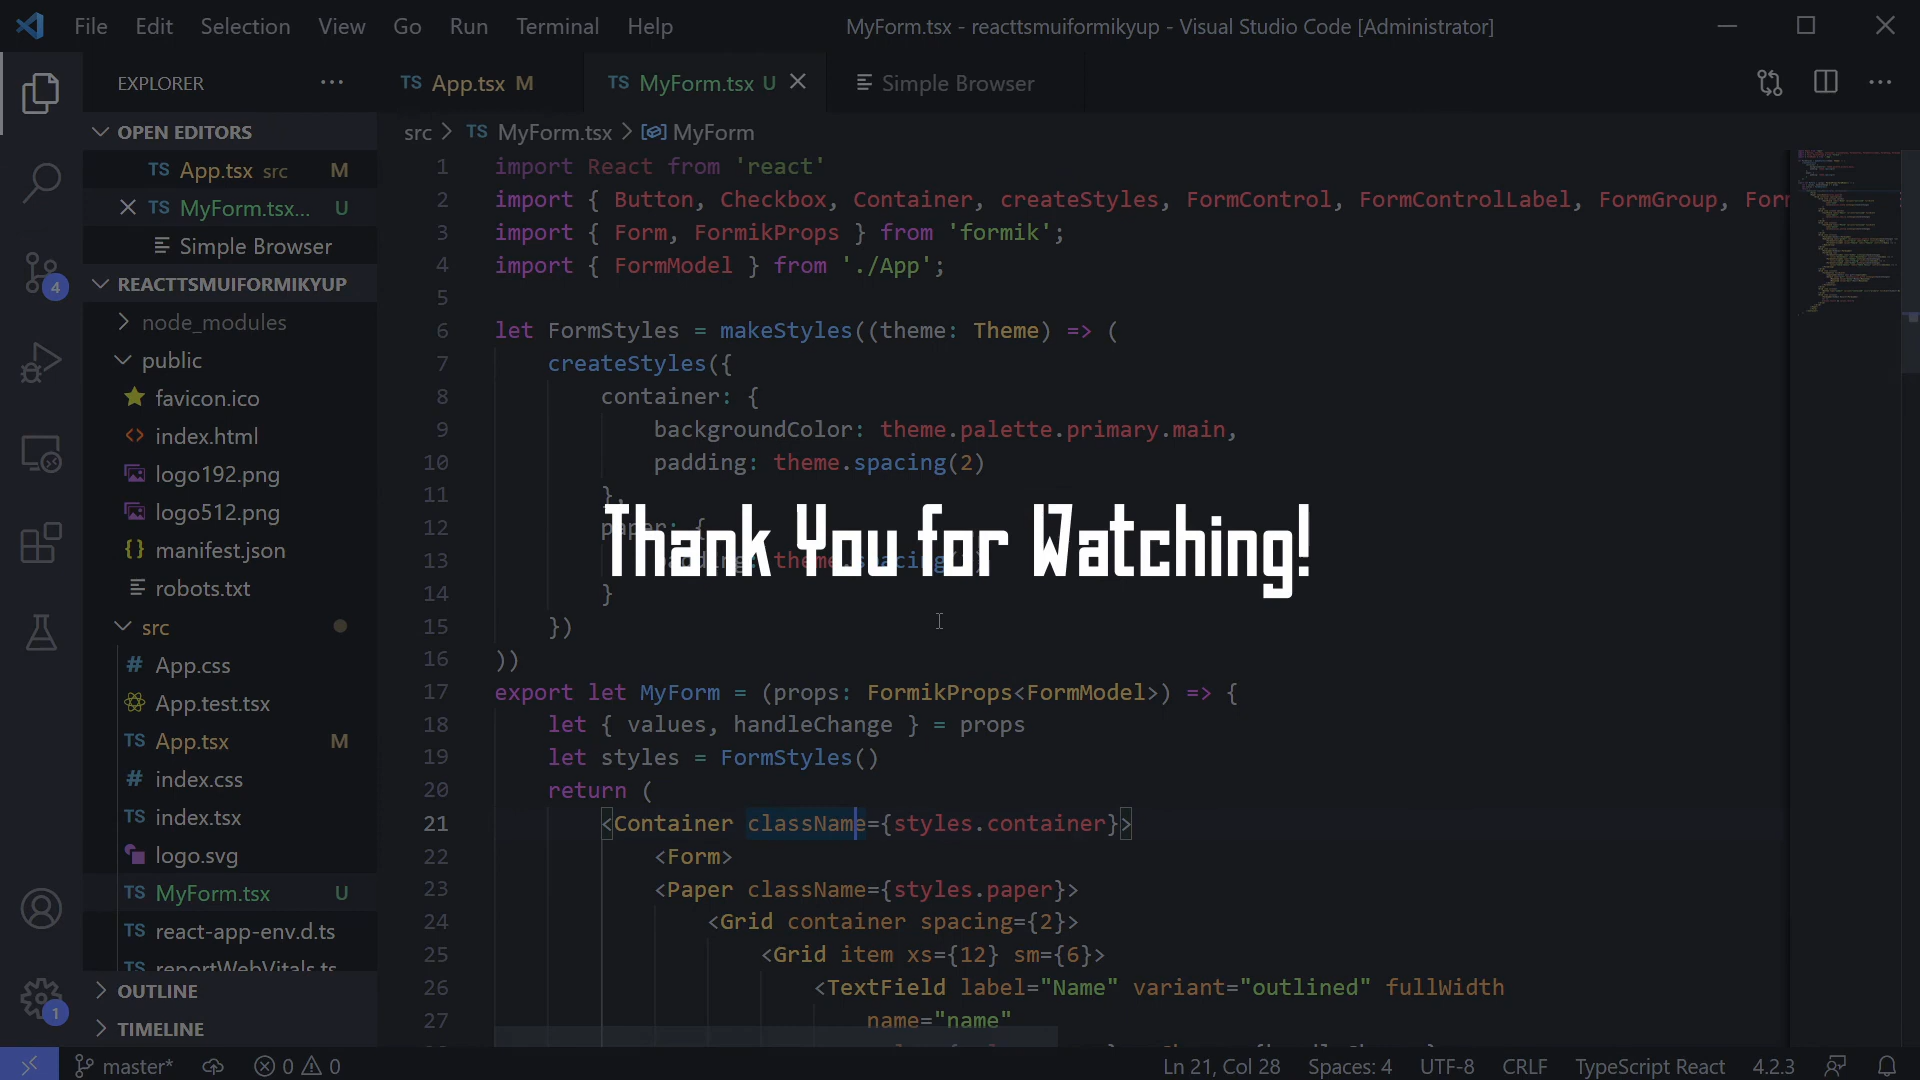 File Edit Selection View Go Run Terminal Help
MyForm.tsx - reacttsmuiformikyup - Visual Studio Code [Administrator]
EXPLORER
TS App.tsx M
TS MyForm.tsx U
Simple Browser
OPEN EDITORS
TS App.tsx src M
TS MyForm.tsx... U
Simple Browser
REACTTSMUIFORMIKYUP
node_modules
public
favicon.ico
index.html
logo192.png
logo512.png
manifest.json
robots.txt
src
App.css
App.test.tsx
TS App.tsx M
index.css
TS index.tsx
logo.svg
TS MyForm.tsx U
TS react-app-env.d.ts
TS reportWebVitals.ts
OUTLINE
TIMELINE
4
1
src > TS MyForm.tsx > MyForm
1 import React from 'react'
2 import { Button, Checkbox, Container, createStyles, FormControl, FormControlLabel, FormGroup, Form
3 import { Form, FormikProps } from 'formik';
4 import { FormModel } from './App';
5
6 let FormStyles = makeStyles((theme: Theme) => (
7 createStyles({
8 container: {
9 backgroundColor: theme.palette.primary.main,
10 padding: theme.spacing(2)
11 },
12 paper: {
13 padding: theme.spacing
14 }
15 })
16 ))
17 export let MyForm = (props: FormikProps<FormModel>) => {
18 let { values, handleChange } = props
19 let styles = FormStyles()
20 return (
21 <Container className={styles.container}>
22 <Form>
23 <Paper className={styles.paper}>
24 <Grid container spacing={2}>
25 <Grid item xs={12} sm={6}>
26 <TextField label="Name" variant="outlined" fullWidth
27 name="name"
Thank You for Watching!
master* 0 0
Ln 21, Col 28 Spaces: 4 UTF-8 CRLF TypeScript React 4.2.3